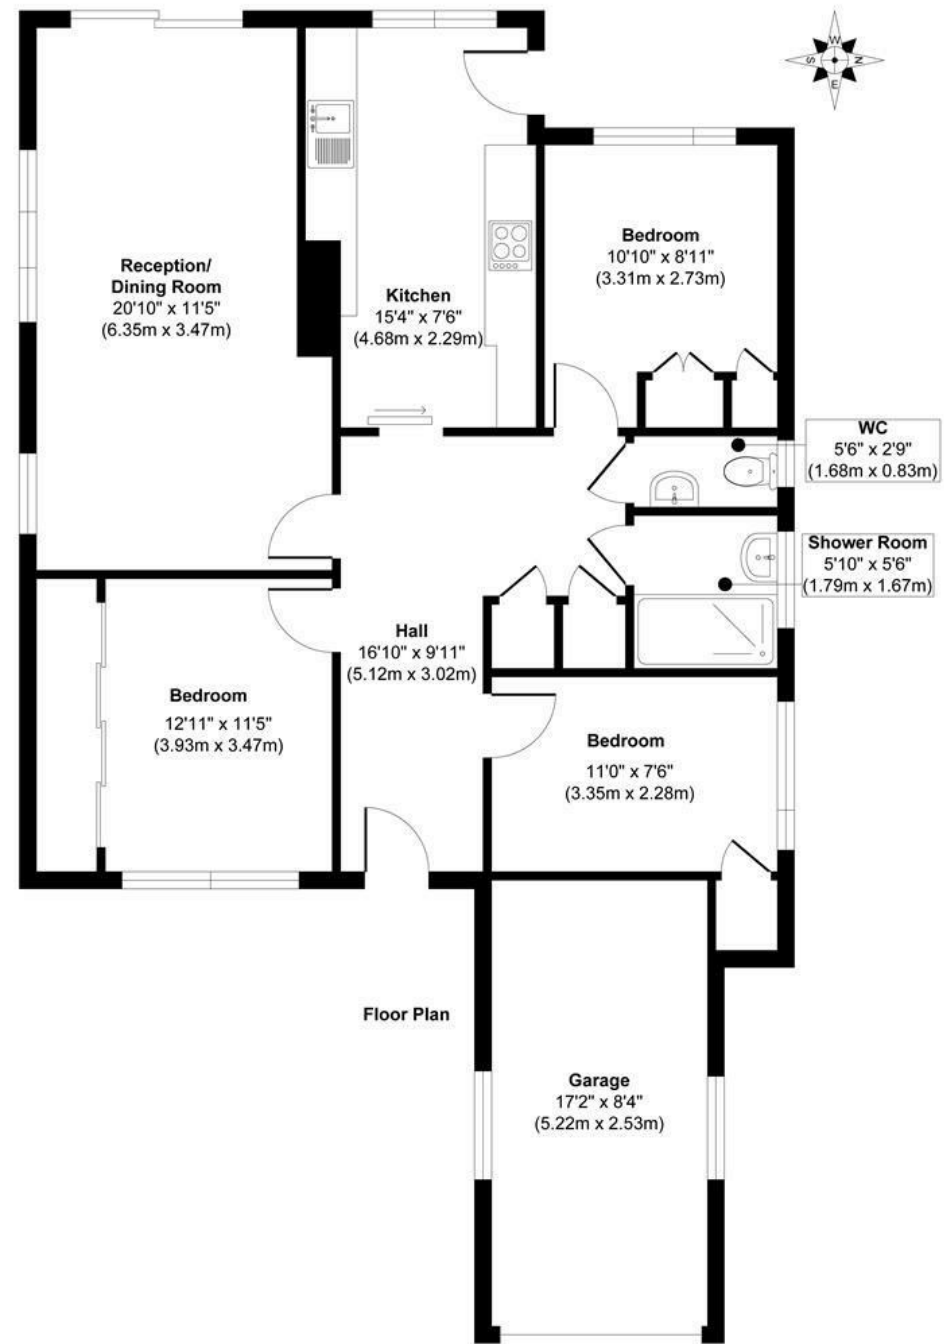 W
S
N
E
Reception/
Dining Room
20'10" x 11'5"
(6.35m x 3.47m)
Kitchen
15'4" x 7'6"
(4.68m x 2.29m)
Bedroom
10'10" x 8'11"
(3.31m x 2.73m)
WC
5'6" x 2'9"
(1.68m x 0.83m)
Shower Room
5'10" x 5'6"
(1.79m x 1.67m)
Hall
16'10" x 9'11"
(5.12m x 3.02m)
Bedroom
12'11" x 11'5"
(3.93m x 3.47m)
Bedroom
11'0" x 7'6"
(3.35m x 2.28m)
Floor Plan
Garage
17'2" x 8'4"
(5.22m x 2.53m)